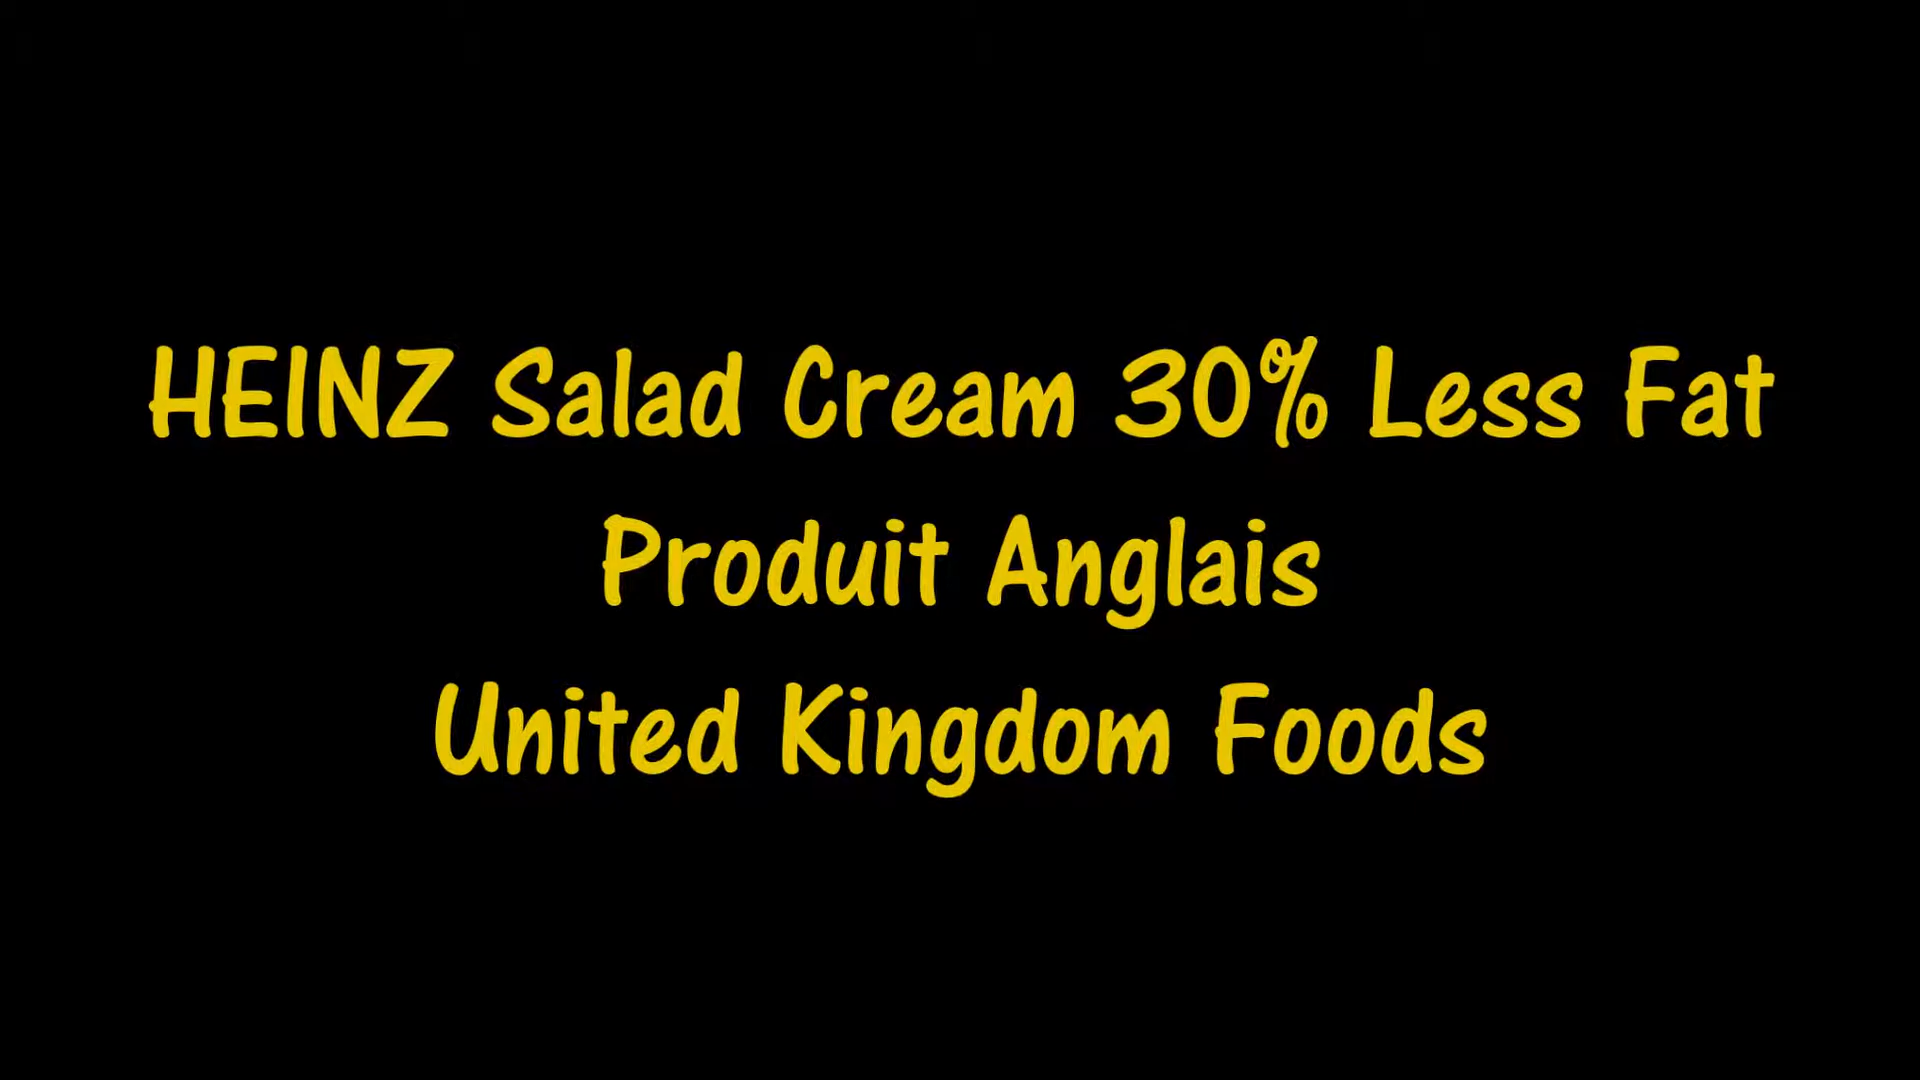 HEINZ Salad Cream 30% Less Fat
Produit Anglais
United Kingdom Foods